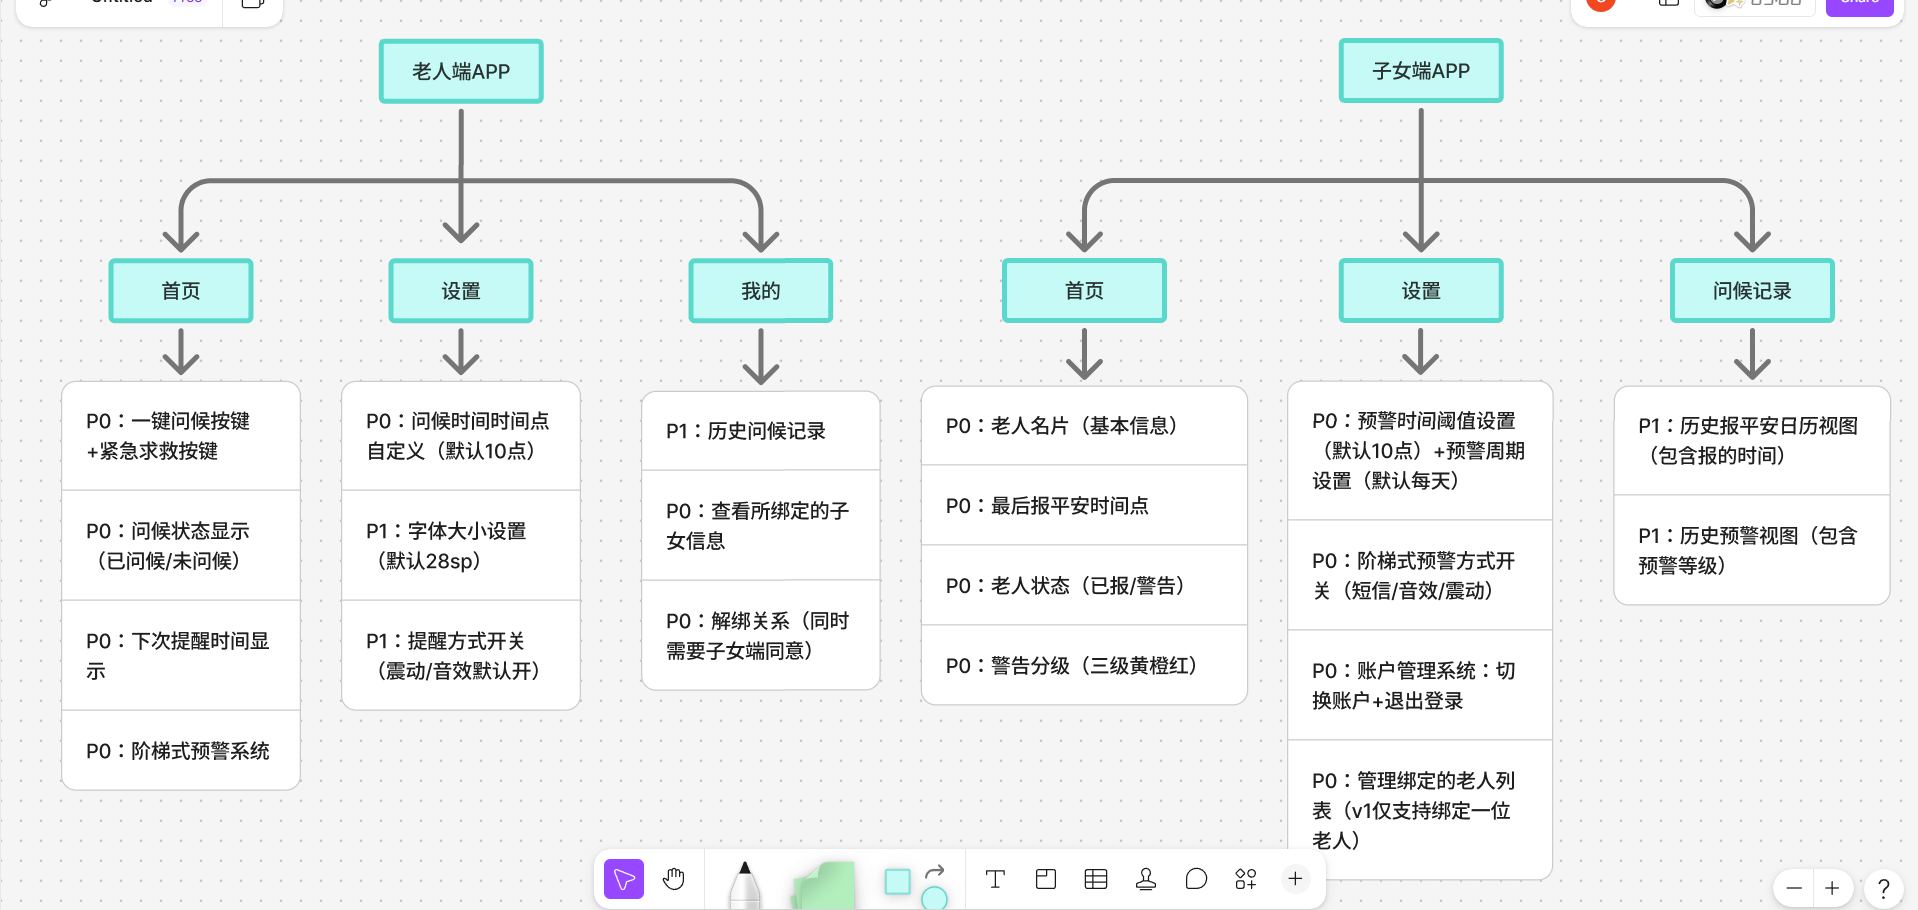 老人端APP
子女端APP
首页
设置
我的
首页
设置
问候记录
P0：一键问候按键
+紧急求救按键
P0：问候状态显示
（已问候/未问候）
P0：下次提醒时间显
示
P0：阶梯式预警系统
P0：问候时间时间点
自定义（默认10点）
P1：字体大小设置
（默认28sp）
P1：提醒方式开关
（震动/音效默认开）
P1：历史问候记录
P0：查看所绑定的子
女信息
P0：解绑关系（同时
需要子女端同意）
P0：老人名片（基本信息）
P0：最后报平安时间点
P0：老人状态（已报/警告）
P0：警告分级（三级黄橙红）
P0：预警时间阈值设置
（默认10点）+预警周期
设置（默认每天）
P0：阶梯式预警方式开
关（短信/音效/震动）
P0：账户管理系统：切
换账户+退出登录
P0：管理绑定的老人列
表（v1仅支持绑定一位
老人）
P1：历史报平安日历视图
（包含报的时间）
P1：历史预警视图（包含
预警等级）
T
?